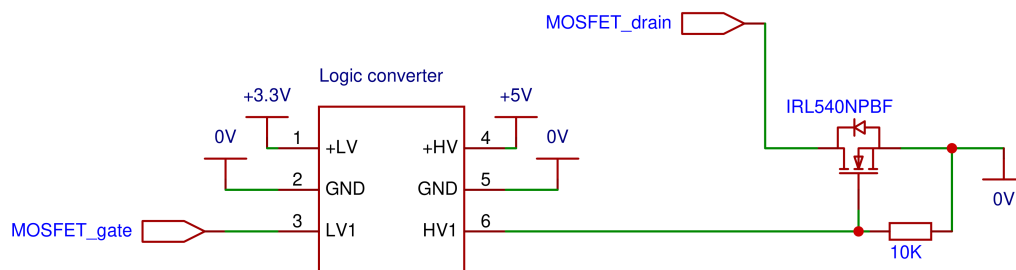 MOSFET_drain
Logic converter
+3.3V
+5V
IRL540NPBF
0V
1
+LV
+HV
4
0V
2
GND
GND
5
0V
MOSFET_gate
3
LV1
HV1
6
10K